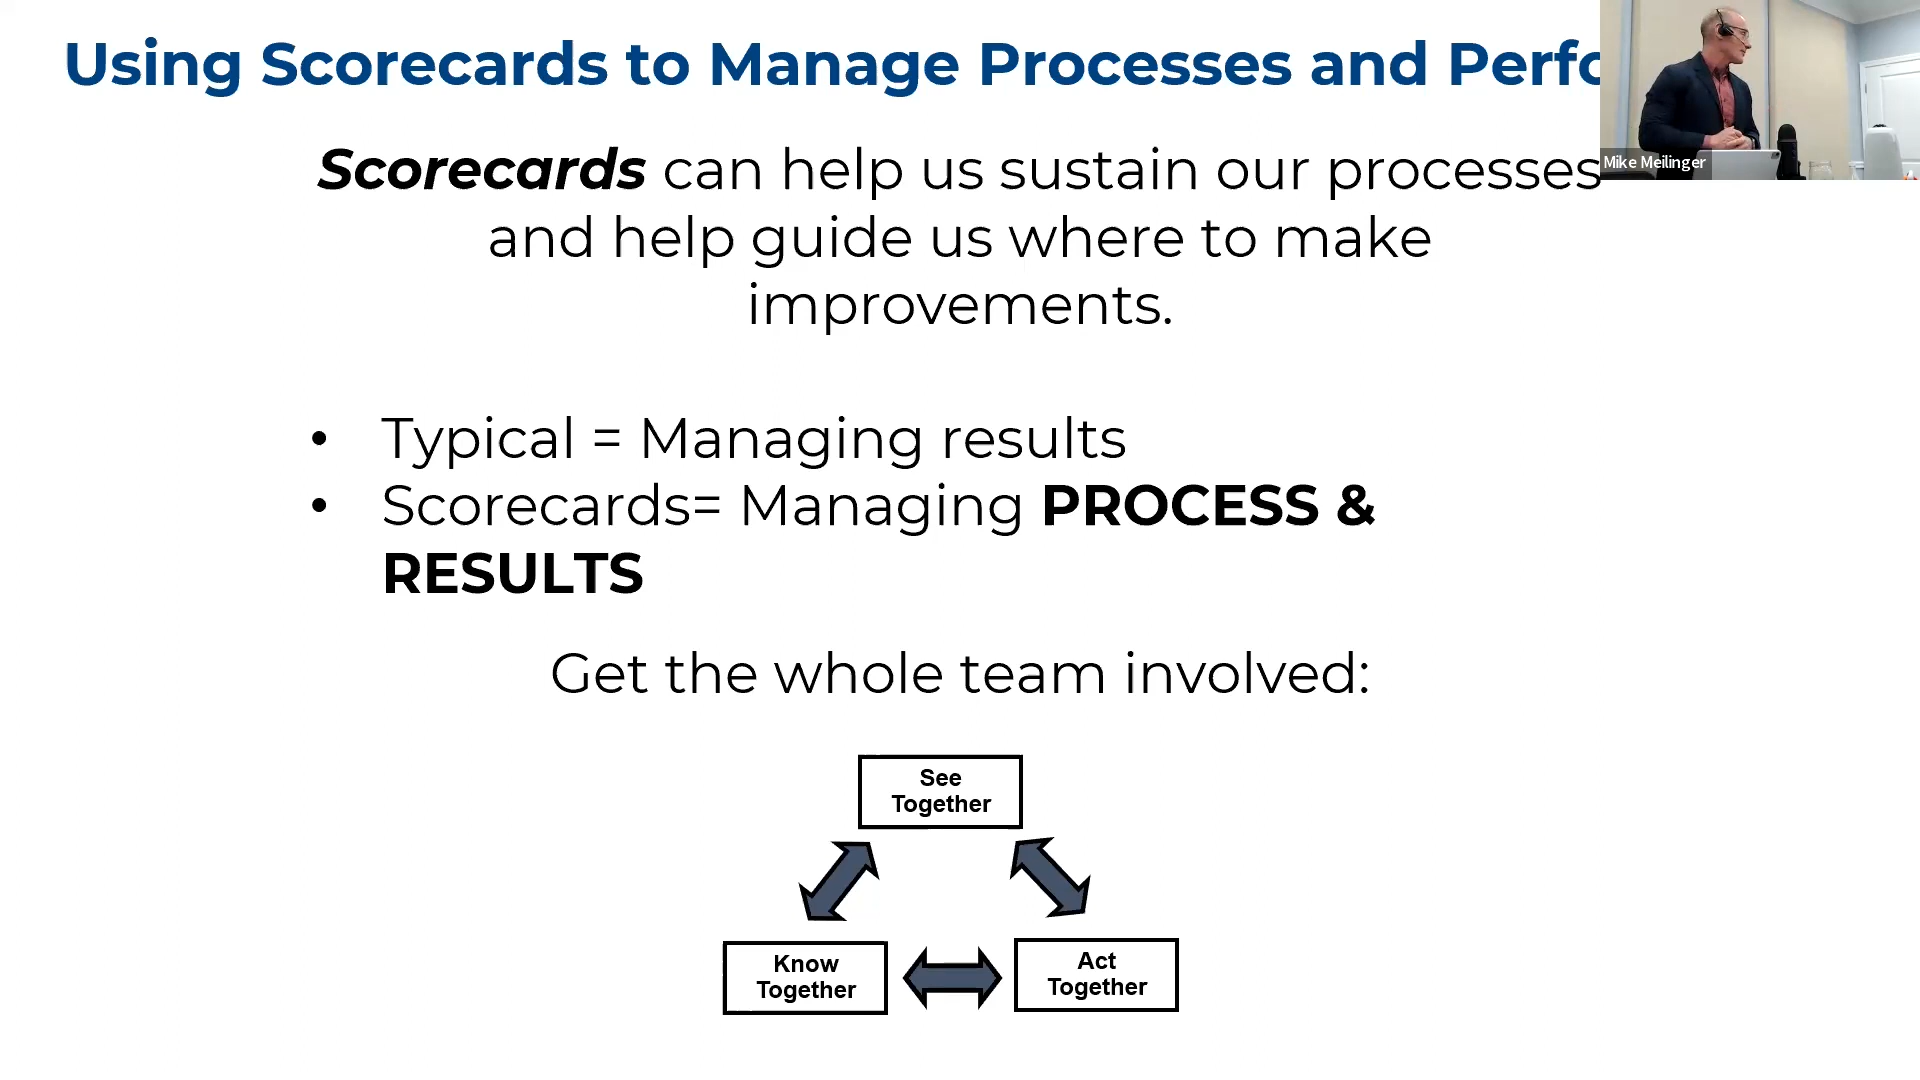 Using Scorecards to Manage Processes and
Mike Meilinger
Scorecards can help us sustain our processes
and help guide us where to make
improvements.
• Typical = Managing results
• Scorecards= Managing PROCESS &
RESULTS
Get the whole team involved:
See
Together
Know
Together
Act
Together